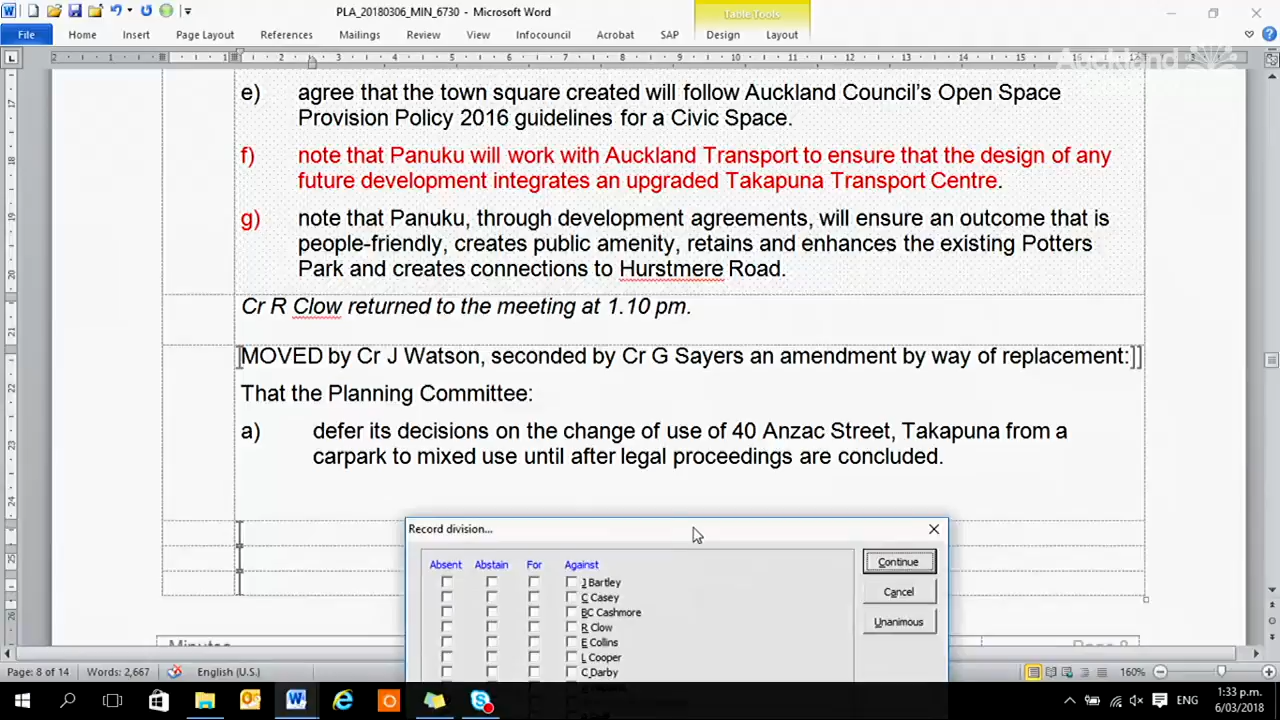 PLA_20180306_MIN_6730 - Microsoft Word
Table Tools
File Home Insert Page Layout References Mailings Review View Infocouncil Acrobat SAP Design Layout
Auckland
e) agree that the town square created will follow Auckland Council's Open Space
Provision Policy 2016 guidelines for a Civic Space.
f) note that Panuku will work with Auckland Transport to ensure that the design of any
future development integrates an upgraded Takapuna Transport Centre.
g) note that Panuku, through development agreements, will ensure an outcome that is
people-friendly, creates public amenity, retains and enhances the existing Potters
Park and creates connections to Hurstmere Road.
Cr R Clow returned to the meeting at 1.10 pm.
[MOVED by Cr J Watson, seconded by Cr G Sayers an amendment by way of replacement:]]
That the Planning Committee:
a) defer its decisions on the change of use of 40 Anzac Street, Takapuna from a
carpark to mixed use until after legal proceedings are concluded.
Record division...
Absent Abstain For Against
Continue
J Bartley
C Casey
Cancel
BC Cashmore
R Clow
Unanimous
E Collins
L Cooper
C Darby
Minutes Page 8
Page: 8 of 14 Words: 2,667 English (U.S.) 160%
ENG
1:33 p.m.
6/03/2018